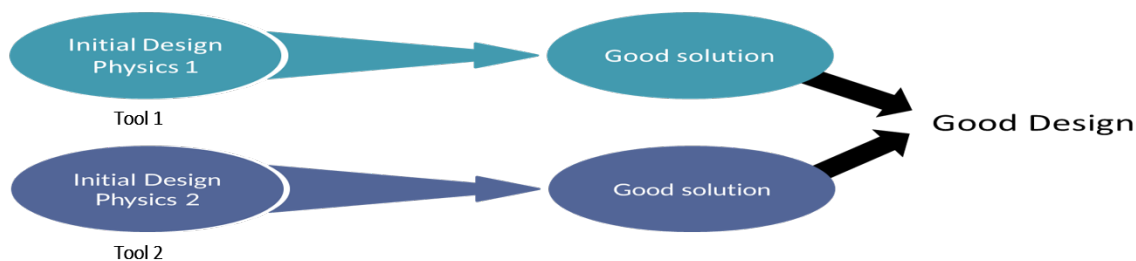 Initial Design
Physics 1
Good solution
Tool 1
Good Design
Initial Design
Physics 2
Good solution
Tool 2